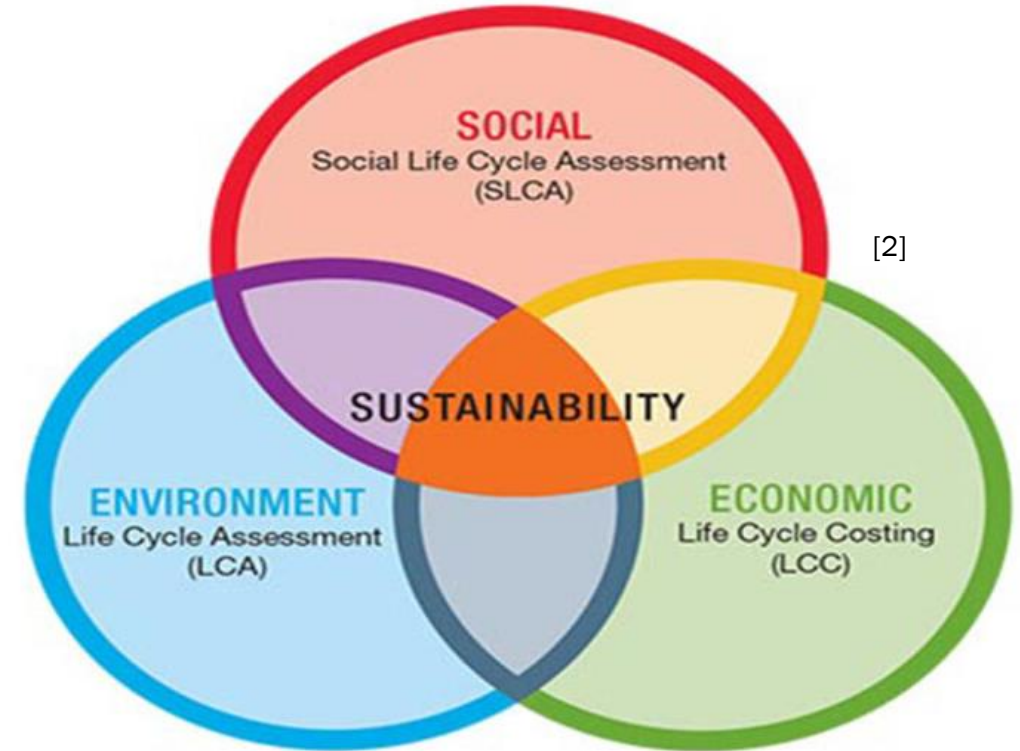 SOCIAL
Social Life Cycle Assessment
(SLCA)
[2]
SUSTAINABILITY
ENVIRONMENT
Life Cycle Assessment
(LCA)
ECONOMIC
Life Cycle Costing
(LCC)